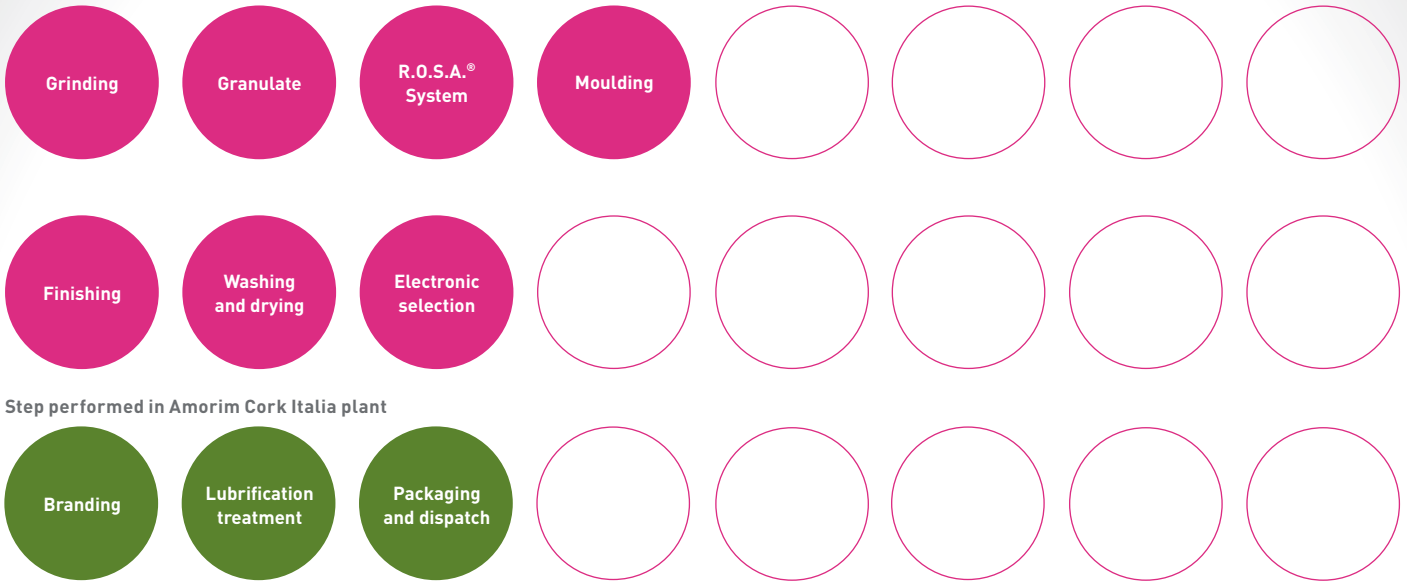 Grinding
Granulate
R.O.S.A.®
System
Moulding
Finishing
Washing
and drying
Electronic
selection
Step performed in Amorim Cork Italia plant
Branding
Lubrification
treatment
Packaging
and dispatch